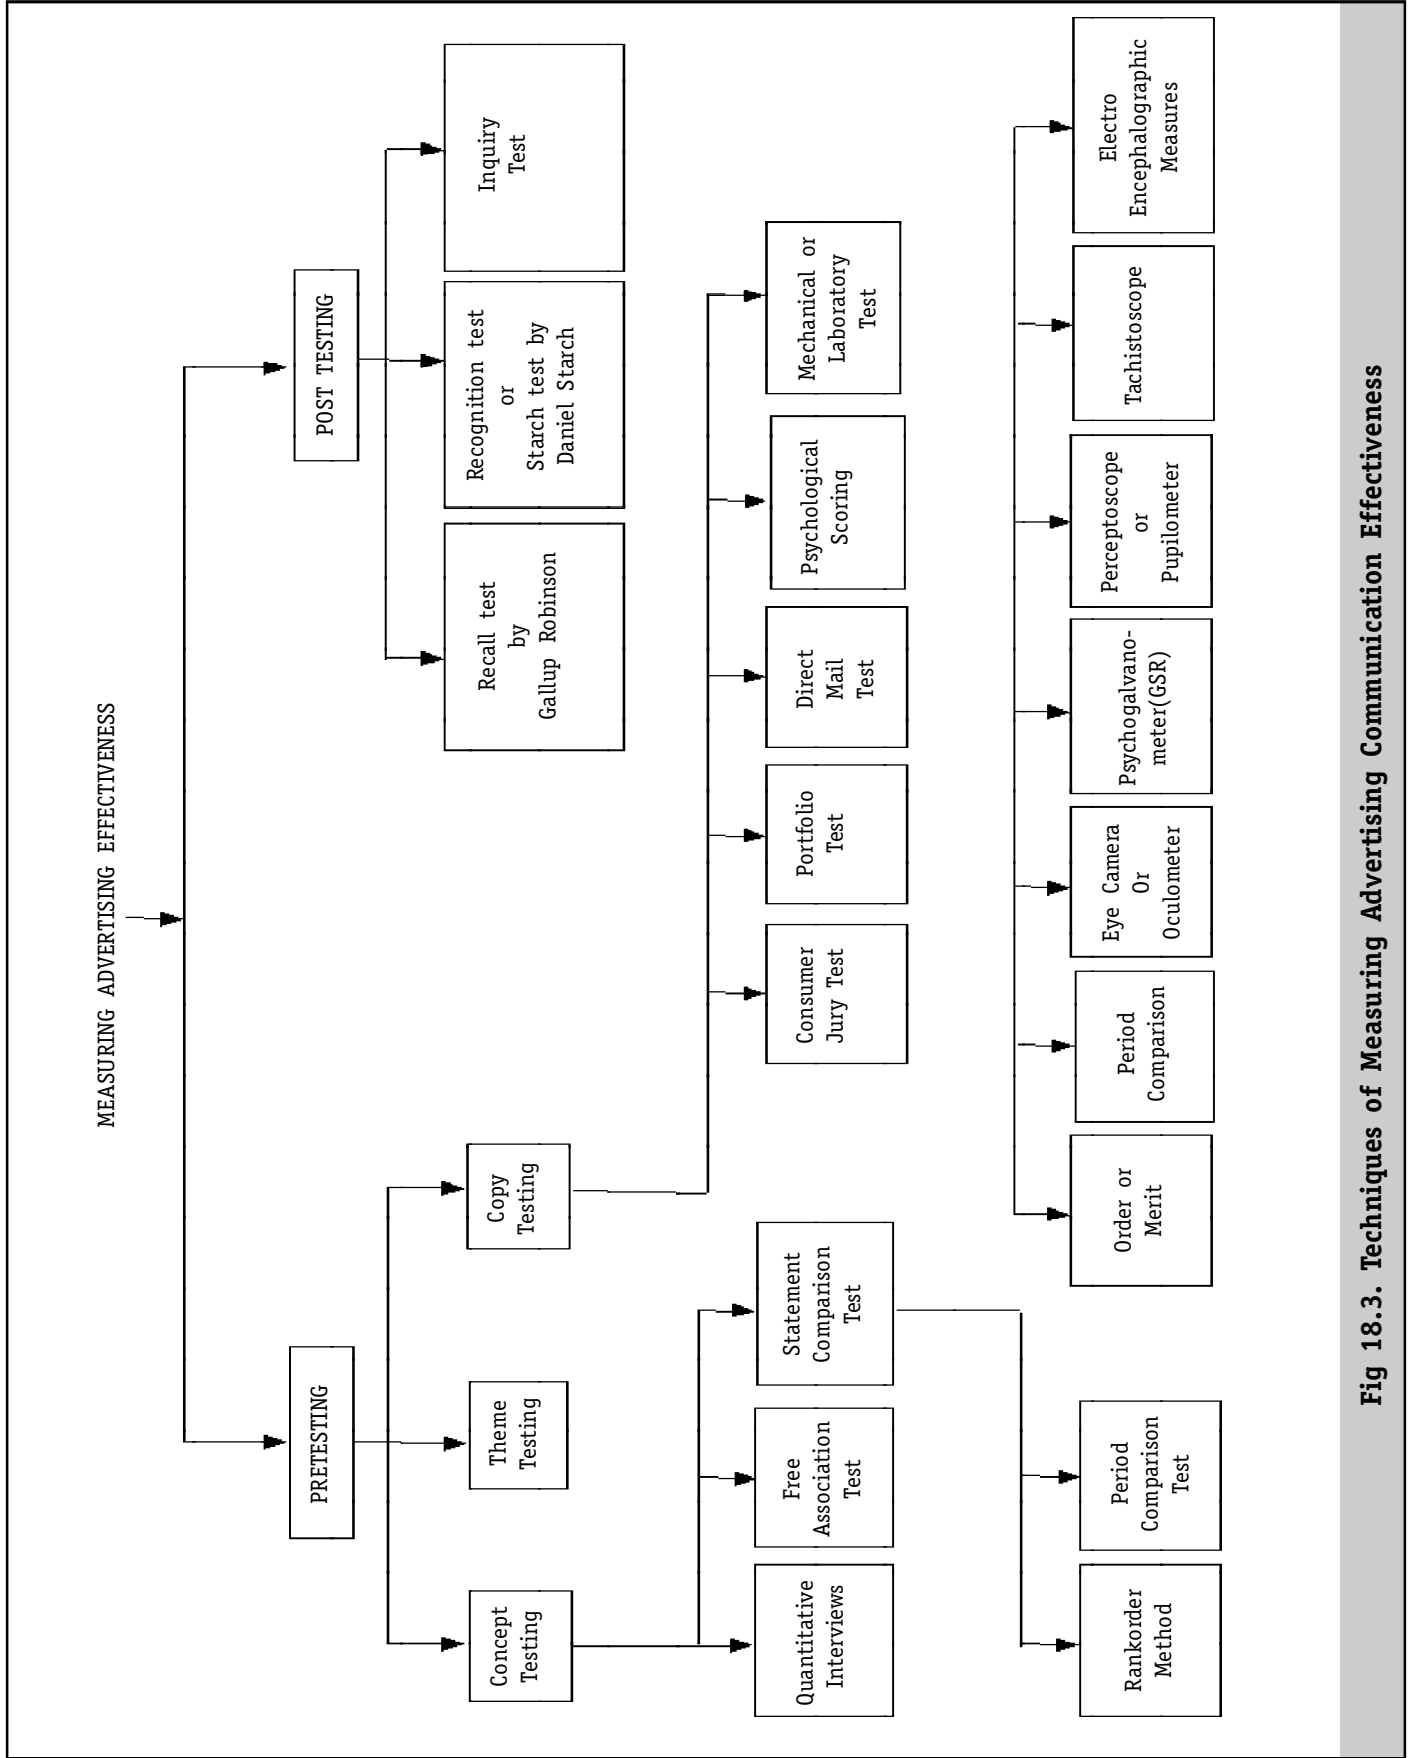 MEASURING ADVERTISING EFFECTIVENESS
PRETESTING
POST TESTING
Concept
Testing
Theme
Testing
Copy
Testing
Recall test
by
Gallup Robinson
Recognition test
or
Starch test by
Daniel Starch
Inquiry
Test
Quantitative
Interviews
Free
Association
Test
Statement
Comparison
Test
Consumer
Jury Test
Portfolio
Test
Direct
Mail
Test
Psychological
Scoring
Mechanical or
Laboratory
Test
Rankorder
Method
Period
Comparison
Test
Order or
Merit
Period
Comparison
Eye Camera
Or
Oculometer
Psychogalvano-
meter(GSR)
Perceptoscope
or
Pupilometer
Tachistoscope
Electro
Encephalographic
Measures
Fig 18.3. Techniques of Measuring Advertising Communication Effectiveness